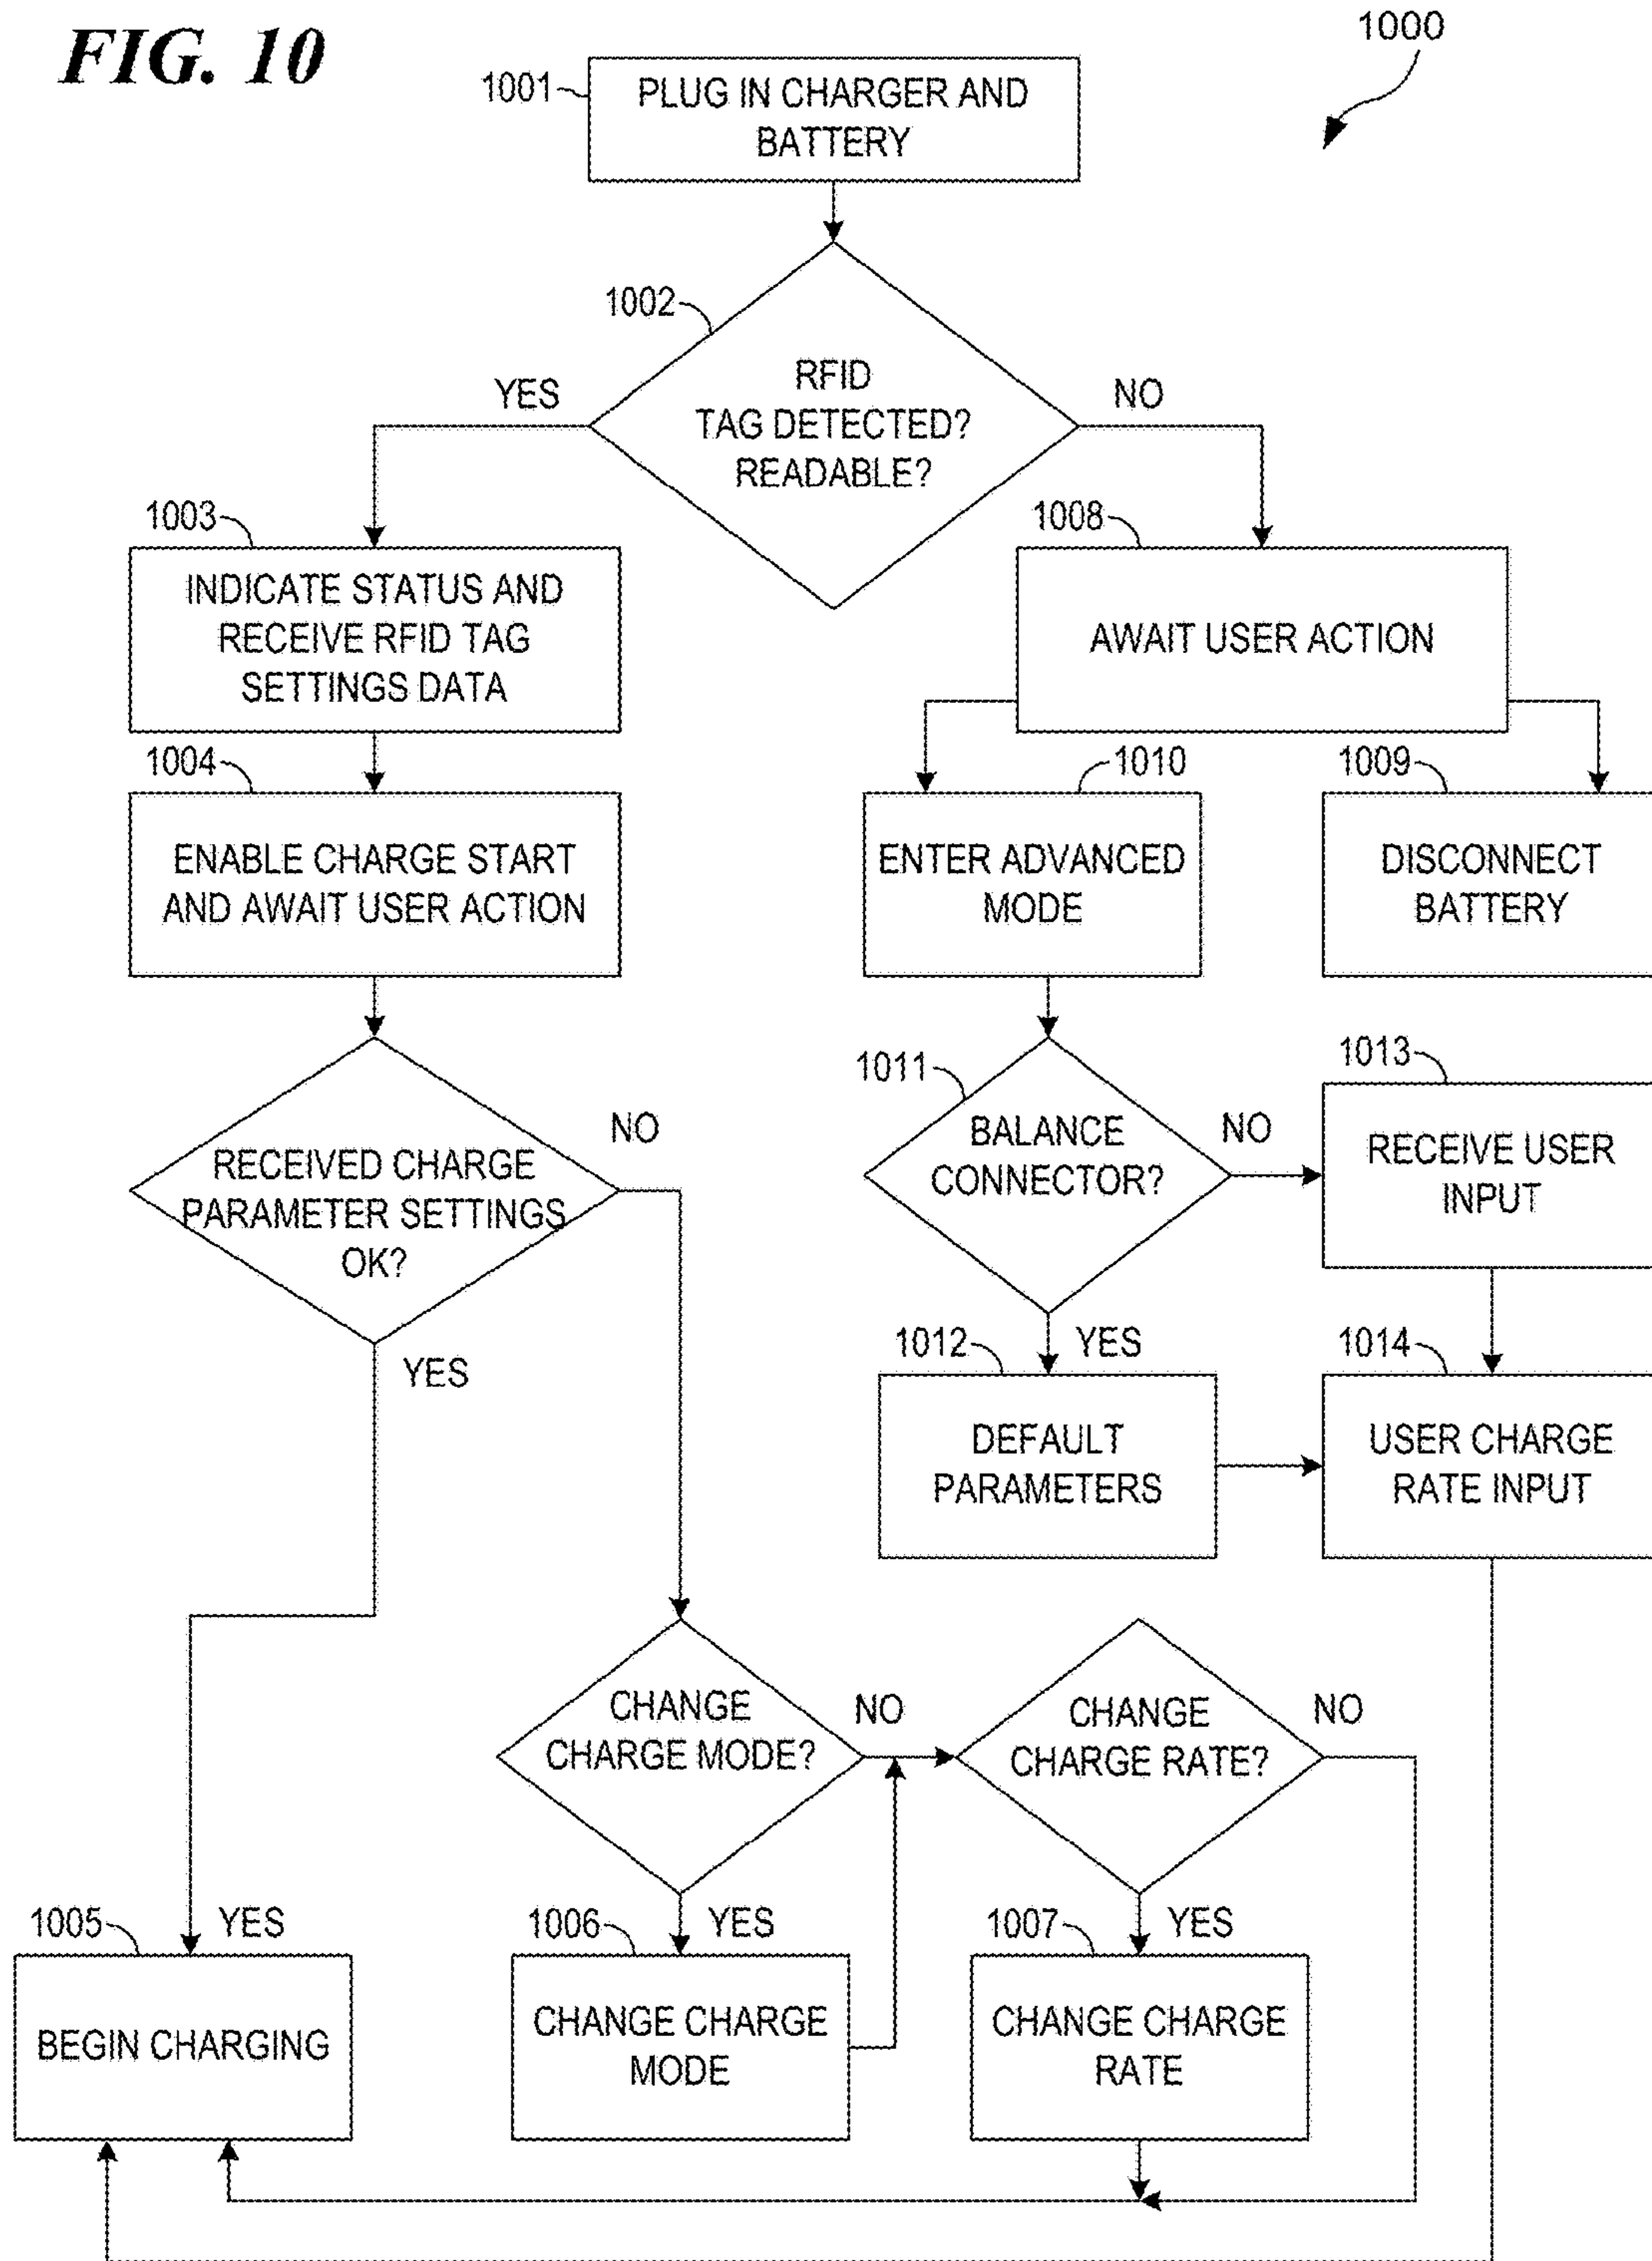 FIG. 10
1000
1001
PLUG IN CHARGER AND
BATTERY
1002
RFID
TAG DETECTED?
READABLE?
YES
NO
1003
INDICATE STATUS AND
RECEIVE RFID TAG
SETTINGS DATA
1008
AWAIT USER ACTION
1004
ENABLE CHARGE START
AND AWAIT USER ACTION
1010
ENTER ADVANCED
MODE
1009
DISCONNECT
BATTERY
RECEIVED CHARGE
PARAMETER SETTINGS
OK?
NO
YES
1011
BALANCE
CONNECTOR?
NO
1013
RECEIVE USER
INPUT
YES
1012
DEFAULT
PARAMETERS
1014
USER CHARGE
RATE INPUT
CHANGE
CHARGE MODE?
NO
CHANGE
CHARGE RATE?
NO
1005
YES
BEGIN CHARGING
1006
YES
CHANGE CHARGE
MODE
1007
YES
CHANGE CHARGE
RATE